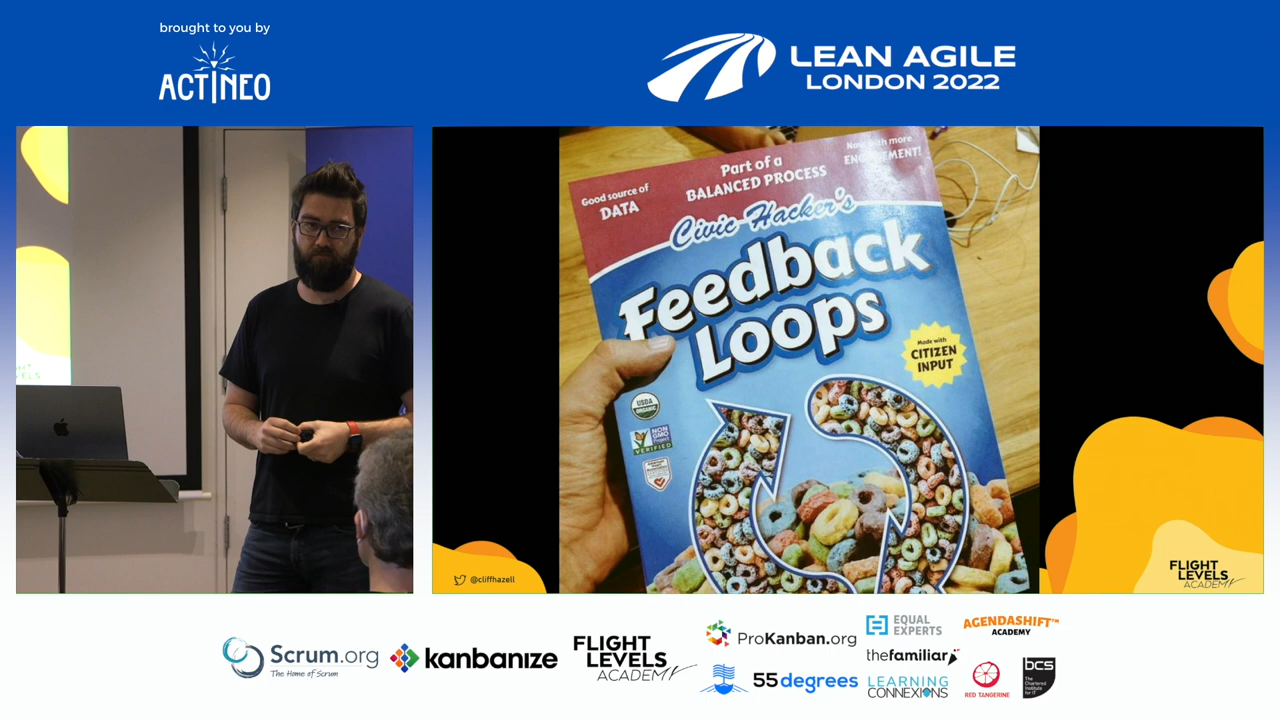 brought to you by
ACTINEO
LEAN AGILE
LONDON 2022
Good source of
DATA
Part of a
BALANCED PROCESS
Now with more
ENGAGEMENT!
Civic Hacker's
Feedback
Loops
Made with
CITIZEN
INPUT
USDA
ORGANIC
NON
GMO
Project
VERIFIED
@cliffhazell
FLIGHT
LEVELS
ACADEMY
Scrum.org
The Home of Scrum
kanbanize
FLIGHT
LEVELS
ACADEMY
ProKanban.org
55degrees
EQUAL
EXPERTS
thefamiliar
LEARNING
CONNEXIONS
AGENDASHIFT™
ACADEMY
RED TANGERINE
bcs
The
Chartered
Institute
for IT